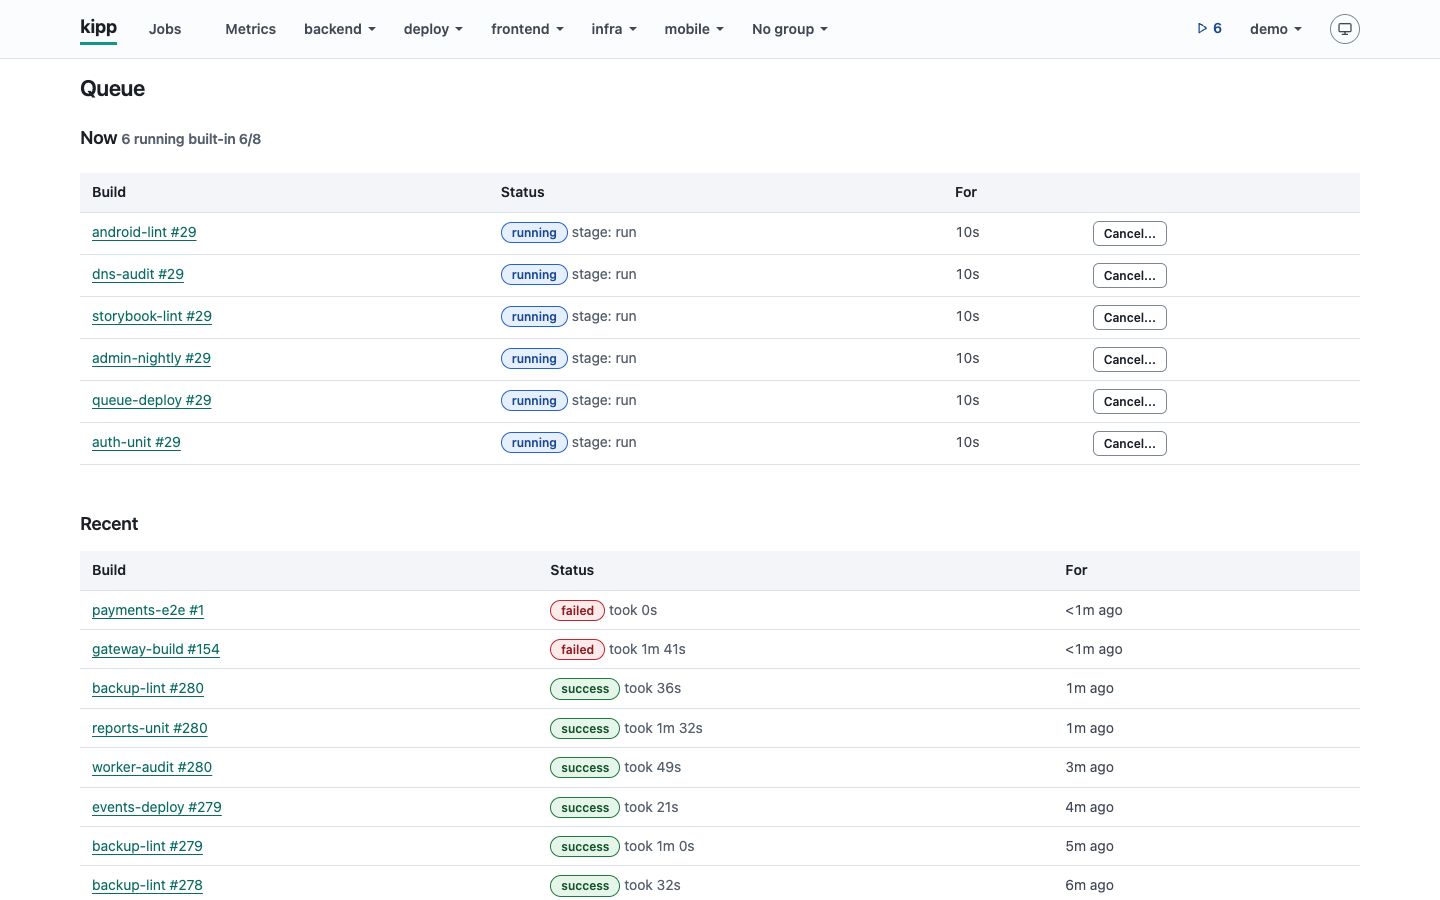 kipp Jobs Metrics backend deploy frontend infra mobile No group 6 demo
Queue
Now 6 running built-in 6/8
Build Status For
android-lint #29 running stage: run 10s Cancel...
dns-audit #29 running stage: run 10s Cancel...
storybook-lint #29 running stage: run 10s Cancel...
admin-nightly #29 running stage: run 10s Cancel...
queue-deploy #29 running stage: run 10s Cancel...
auth-unit #29 running stage: run 10s Cancel...
Recent
Build Status For
payments-e2e #1 failed took 0s <1m ago
gateway-build #154 failed took 1m 41s <1m ago
backup-lint #280 success took 36s 1m ago
reports-unit #280 success took 1m 32s 1m ago
worker-audit #280 success took 49s 3m ago
events-deploy #279 success took 21s 4m ago
backup-lint #279 success took 1m 0s 5m ago
backup-lint #278 success took 32s 6m ago